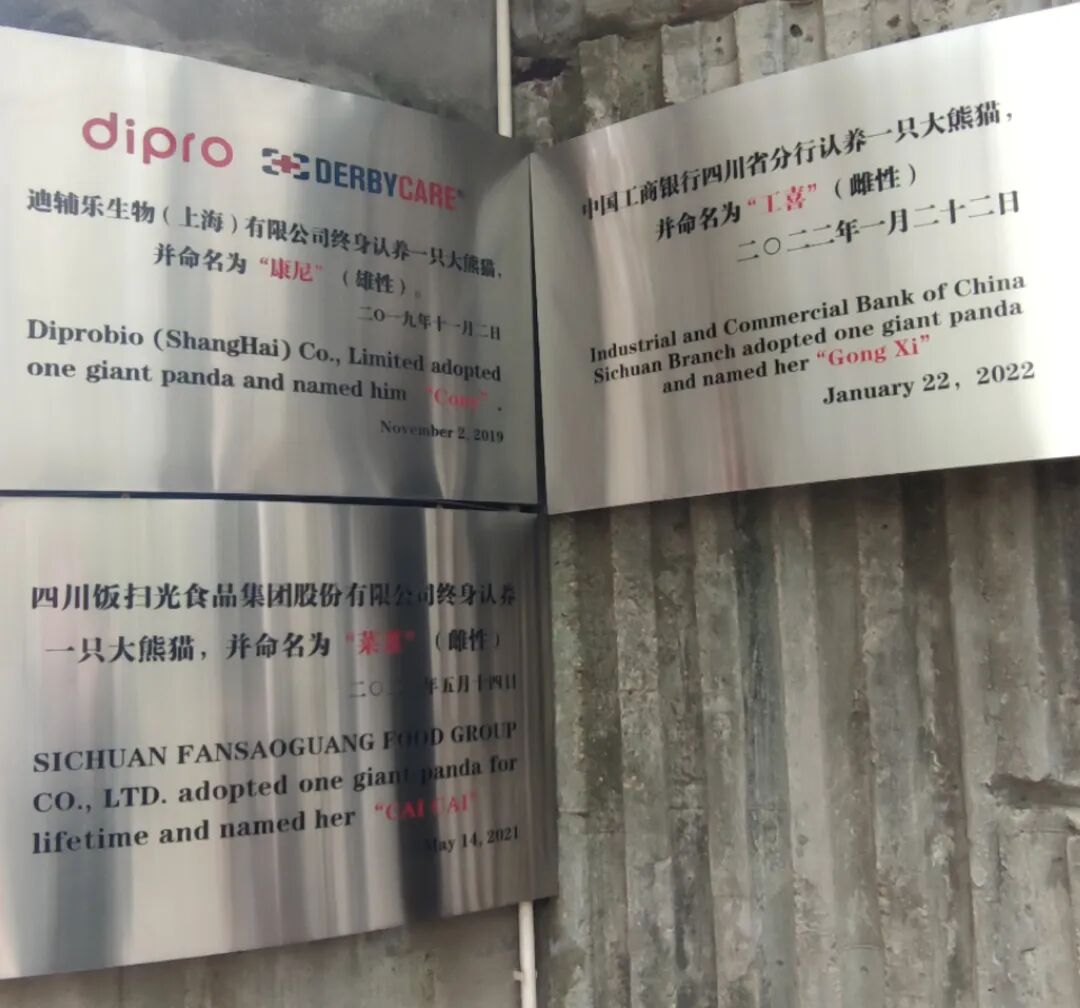 dipro DERBYCARE®
迪辅乐生物（上海）有限公司终身认养一只大熊猫，
并命名为“康尼”（雄性）。
二〇一九年十一月二日
Diprobio (ShangHai) Co., Limited adopted
one giant panda and named him
November 2, 2019
中国工商银行四川省分行认养一只大熊猫，
并命名为“工喜”（雌性）
二〇二二年一月二十二日
Industrial and Commercial Bank of China
Sichuan Branch adopted one giant panda
and named her “Gong Xi”
January 22, 2022
四川饭扫光食品集团股份有限公司终身认养
一只大熊猫，并命名为“菜菜”（雌性）
年五月十四日
SICHUAN FANSAOGUANG FOOD GROUP
CO., LTD. adopted one giant panda for
lifetime and named her “CAI CAI”
May 14, 2021